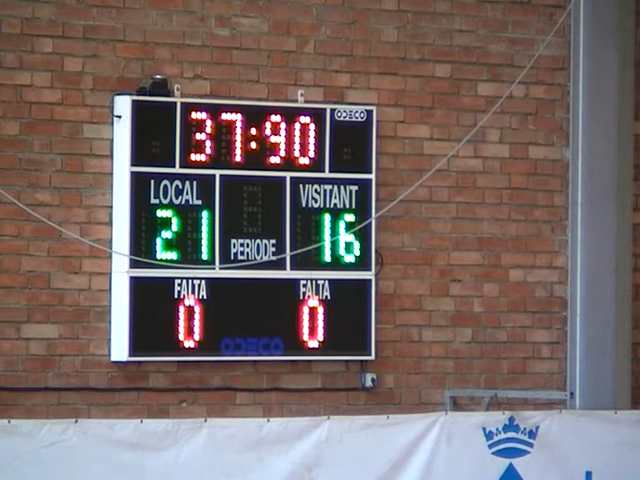 ODECO
37:90
LOCAL VISITANT
21 PERIODE 16
FALTA FALTA
0 0
ODECO